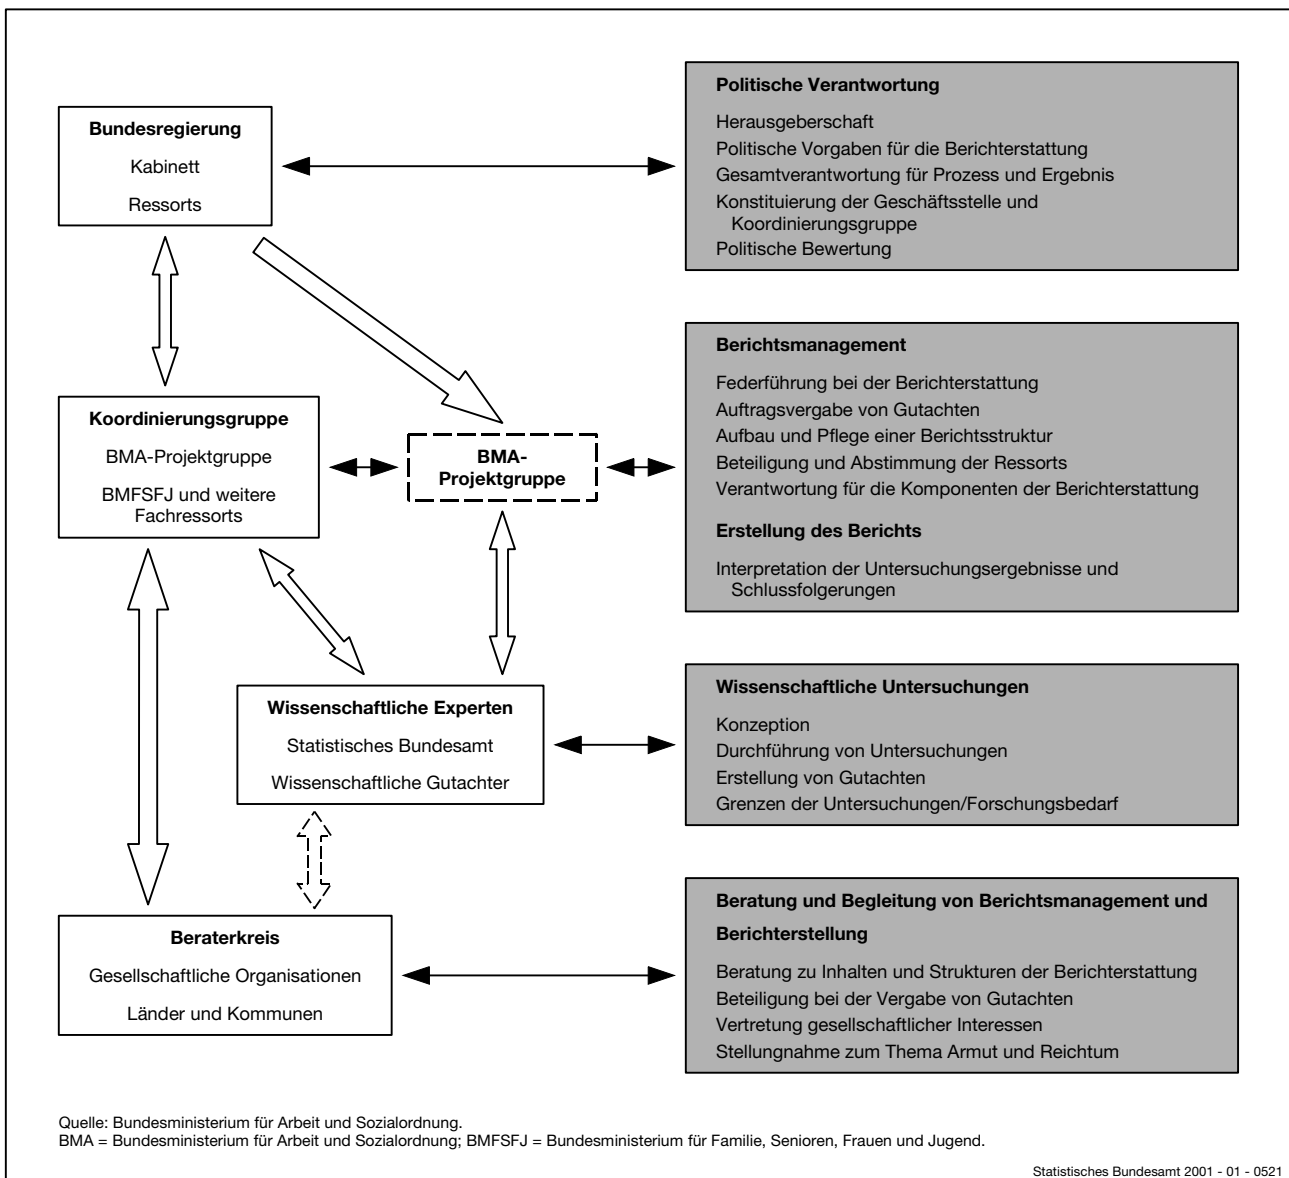 Bundesregierung
Kabinett
Ressorts
Politische Verantwortung
Herausgeberschaft
Politische Vorgaben für die Berichterstattung
Gesamtverantwortung für Prozess und Ergebnis
Konstituierung der Geschäftsstelle und
Koordinierungsgruppe
Politische Bewertung
Koordinierungsgruppe
BMA-Projektgruppe
BMFSFJ und weitere
Fachressorts
BMA-
Projektgruppe
Berichtsmanagement
Federführung bei der Berichterstattung
Auftragsvergabe von Gutachten
Aufbau und Pflege einer Berichtsstruktur
Beteiligung und Abstimmung der Ressorts
Verantwortung für die Komponenten der Berichterstattung
Erstellung des Berichts
Interpretation der Untersuchungsergebnisse und
Schlussfolgerungen
Wissenschaftliche Experten
Statistisches Bundesamt
Wissenschaftliche Gutachter
Wissenschaftliche Untersuchungen
Konzeption
Durchführung von Untersuchungen
Erstellung von Gutachten
Grenzen der Untersuchungen/Forschungsbedarf
Beraterkreis
Gesellschaftliche Organisationen
Länder und Kommunen
Beratung und Begleitung von Berichtsmanagement und
Berichterstellung
Beratung zu Inhalten und Strukturen der Berichterstattung
Beteiligung bei der Vergabe von Gutachten
Vertretung gesellschaftlicher Interessen
Stellungnahme zum Thema Armut und Reichtum
Quelle: Bundesministerium für Arbeit und Sozialordnung.
BMA = Bundesministerium für Arbeit und Sozialordnung; BMFSFJ = Bundesministerium für Familie, Senioren, Frauen und Jugend.
Statistisches Bundesamt 2001 - 01 - 0521